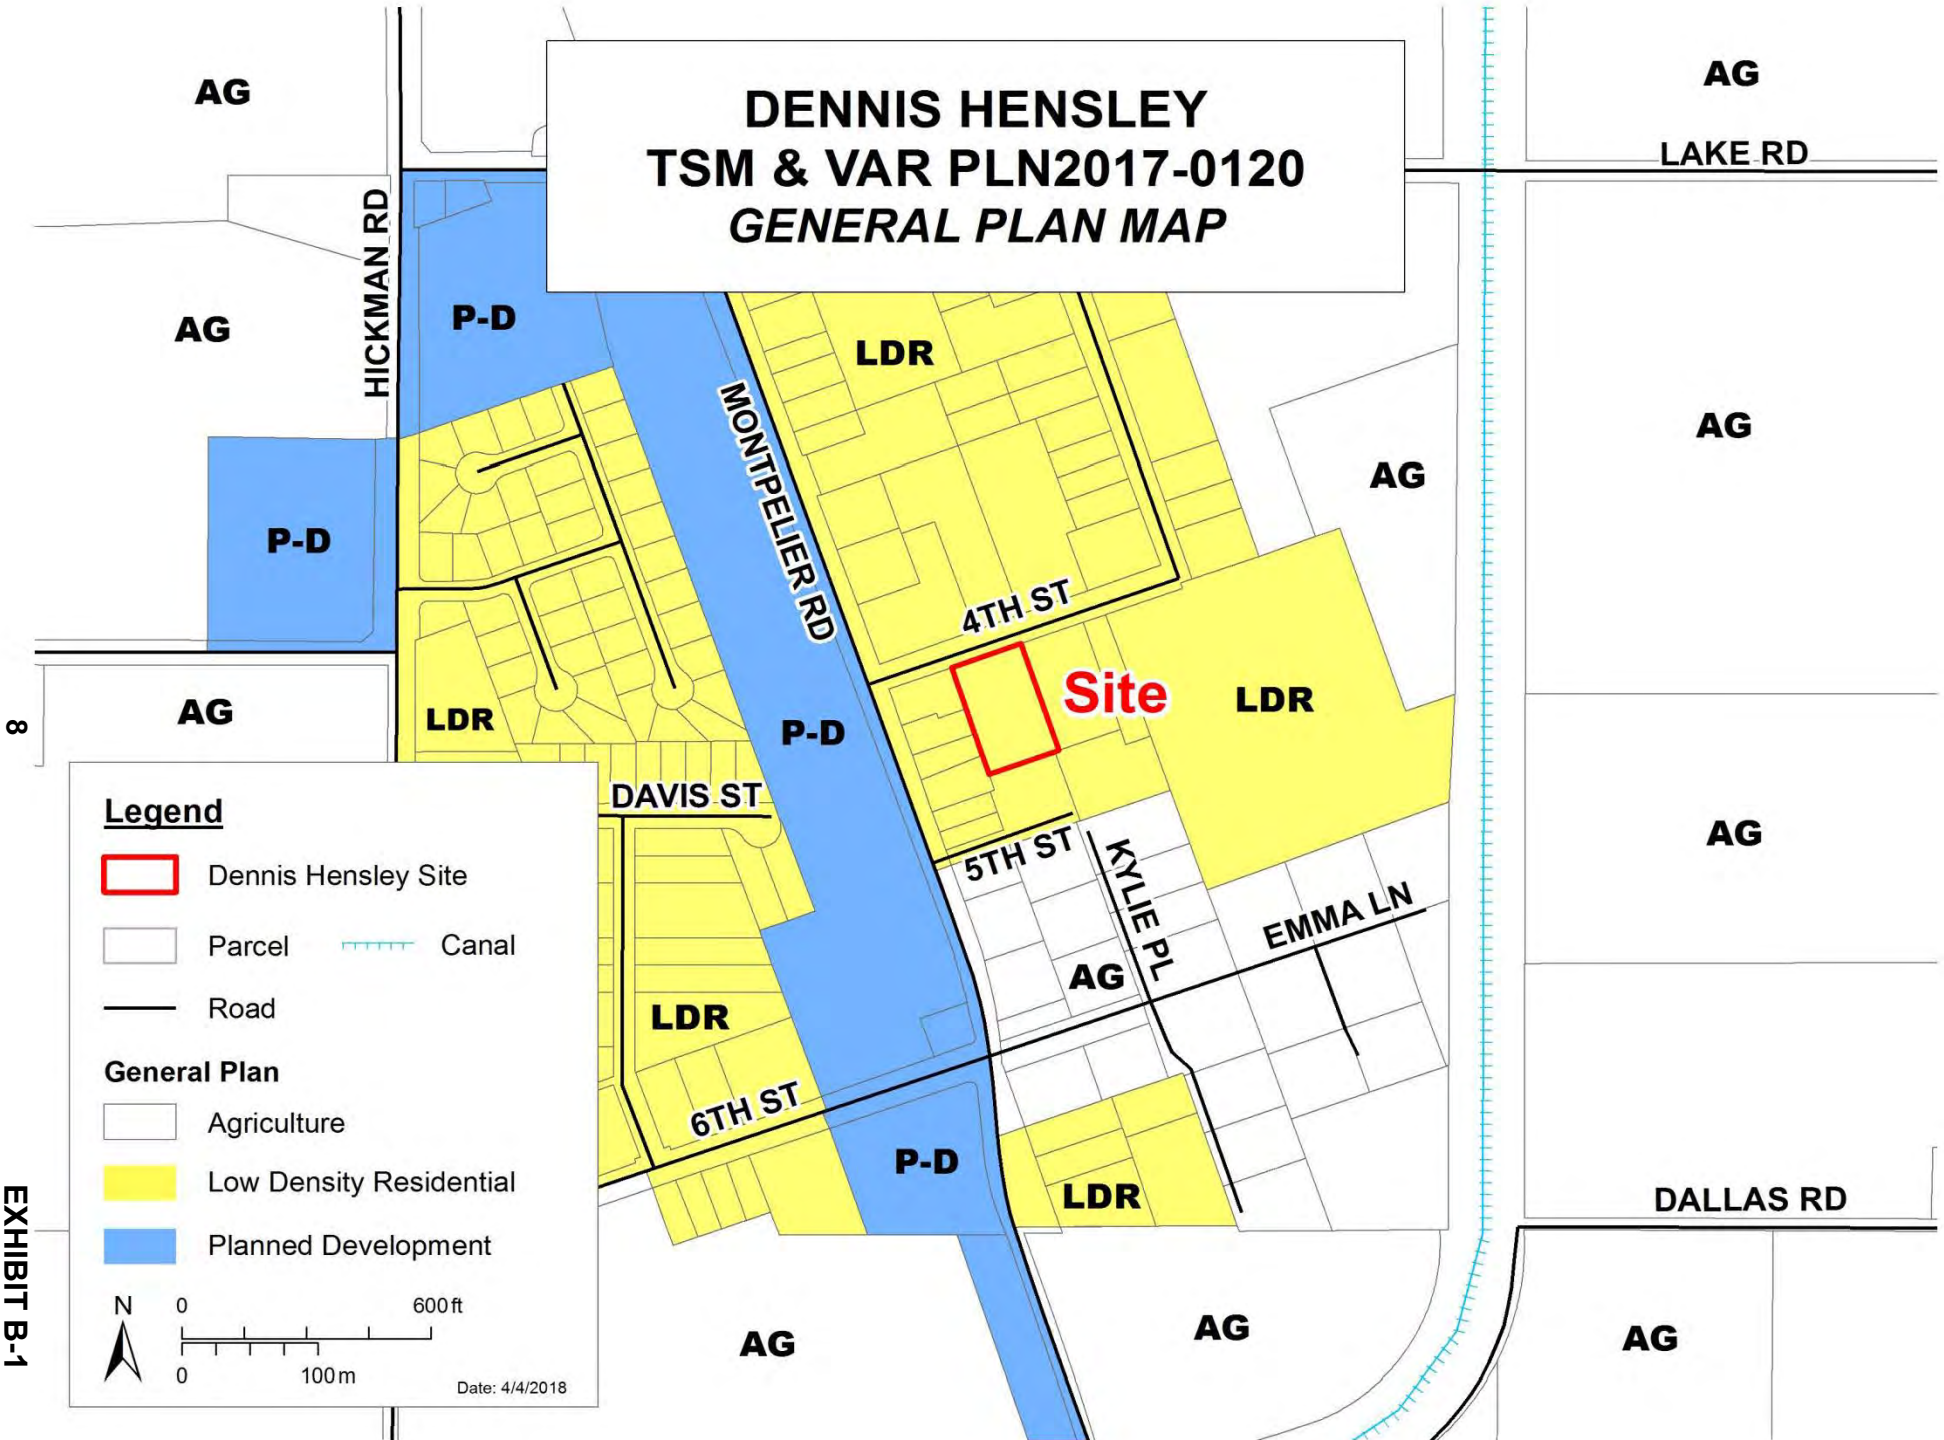 DENNIS HENSLEY
TSM & VAR PLN2017-0120
GENERAL PLAN MAP
AG
AG
LAKE RD
HICKMAN RD
AG
P-D
LDR
MONTPELIER RD
AG
AG
P-D
4TH ST
Site
LDR
AG
LDR
P-D
8
DAVIS ST
AG
5TH ST
KYLIE PL
EMMA LN
AG
LDR
6TH ST
P-D
LDR
DALLAS RD
AG
AG
AG
Legend
Dennis Hensley Site
Parcel
Canal
Road
General Plan
Agriculture
Low Density Residential
Planned Development
N
0 600ft
0 100m
Date: 4/4/2018
EXHIBIT B-1